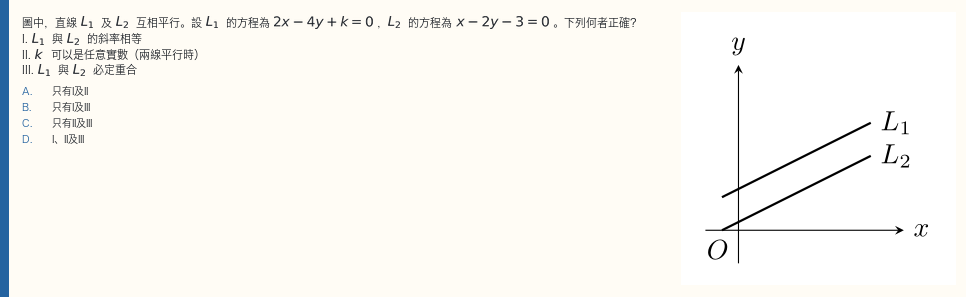 圖中，直線 L₁ 及 L₂ 互相平行。設 L₁ 的方程為 2x − 4y + k = 0，L₂ 的方程為 x − 2y − 3 = 0。下列何者正確?
I. L₁ 與 L₂ 的斜率相等
II. k 可以是任意實數（兩線平行時）
III. L₁ 與 L₂ 必定重合
A. 只有I及II
B. 只有I及III
C. 只有II及III
D. I、II及III
y
L₁
L₂
x
O